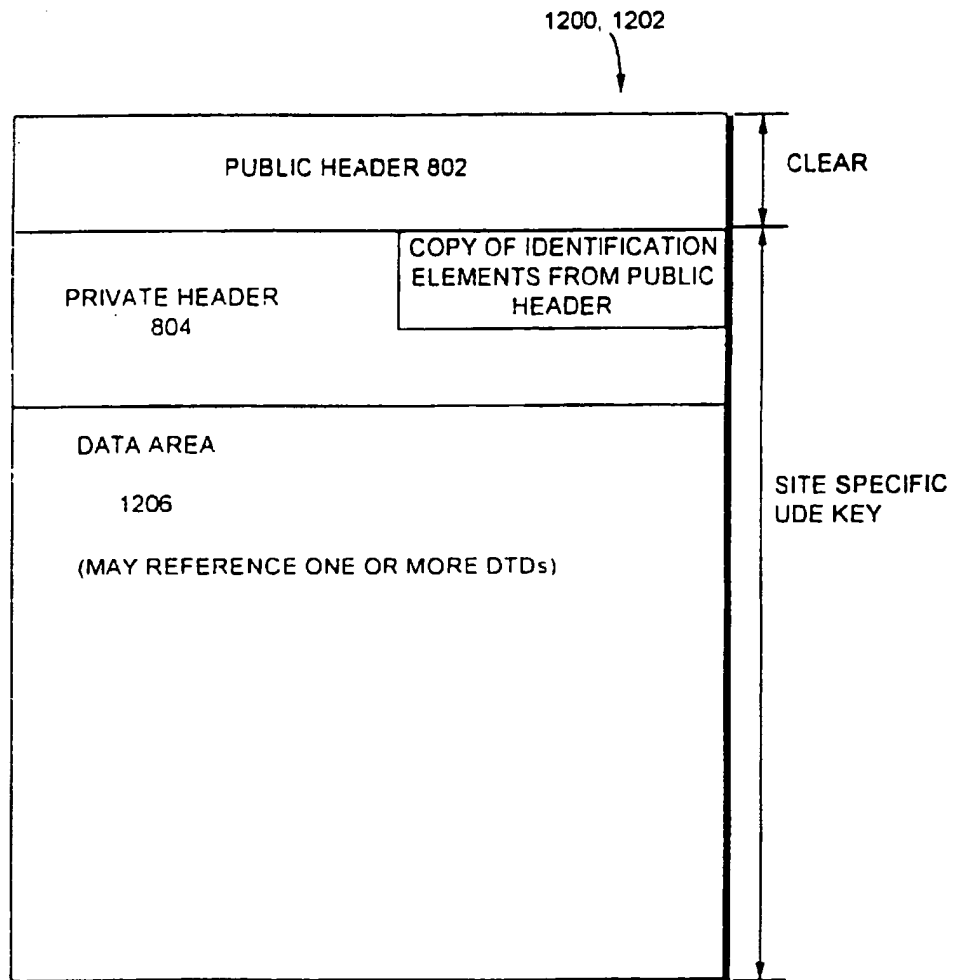 1200, 1202
PUBLIC HEADER 802
CLEAR
COPY OF IDENTIFICATION
ELEMENTS FROM PUBLIC
HEADER
PRIVATE HEADER
804
DATA AREA
1206
(MAY REFERENCE ONE OR MORE DTDs)
SITE SPECIFIC
UDE KEY